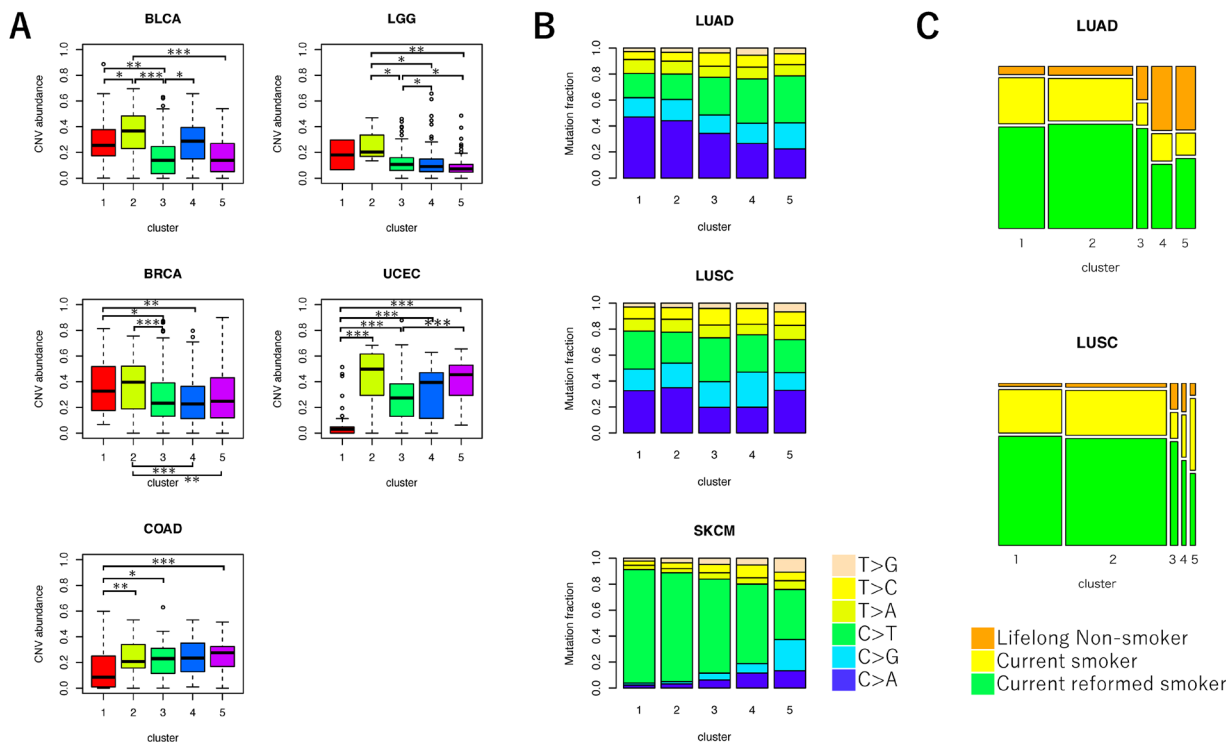 A
BLCA
CNV abundance
0.0 0.2 0.4 0.6 0.8 1.0
*** ** * *** *
1 2 3 4 5
cluster
LGG
CNV abundance
0.0 0.2 0.4 0.6 0.8 1.0
** * * * *
1 2 3 4 5
cluster
BRCA
CNV abundance
0.0 0.2 0.4 0.6 0.8 1.0
** * ***
1 2 3 4 5
***
cluster **
UCEC
CNV abundance
0.0 0.2 0.4 0.6 0.8 1.0
*** *** *** *** ***
1 2 3 4 5
cluster
COAD
CNV abundance
0.0 0.2 0.4 0.6 0.8 1.0
*** * **
1 2 3 4 5
cluster
B
LUAD
Mutation fraction
0.0 0.2 0.4 0.6 0.8 1.0
1 2 3 4 5
cluster
LUSC
Mutation fraction
0.0 0.2 0.4 0.6 0.8 1.0
1 2 3 4 5
cluster
SKCM
Mutation fraction
0.0 0.2 0.4 0.6 0.8 1.0
1 2 3 4 5
cluster
T>G
T>C
T>A
C>T
C>G
C>A
C
LUAD
1 2 3 4 5
cluster
LUSC
1 2 3 4 5
cluster
Lifelong Non-smoker
Current smoker
Current reformed smoker